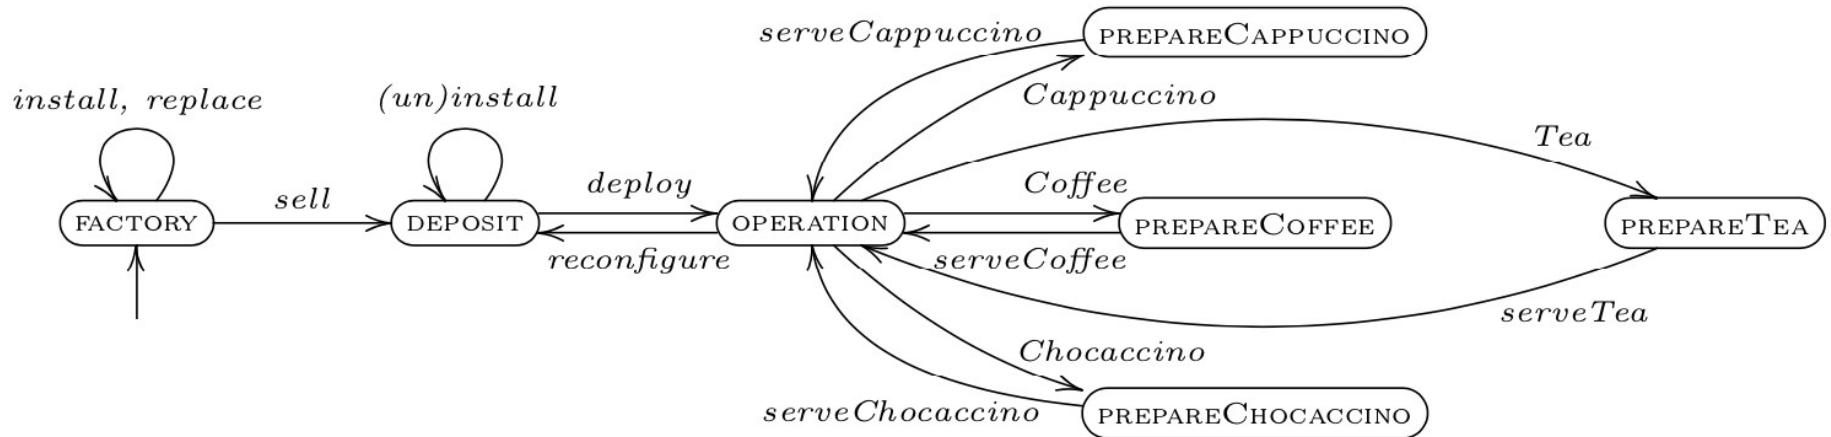 serveCappuccino
PREPARECAPPUCCINO
install, replace
(un)install
Cappuccino
Tea
sell
deploy
Coffee
FACTORY
DEPOSIT
OPERATION
PREPARECOFFEE
PREPARETEA
reconfigure
serveCoffee
serveTea
Chocaccino
serveChocaccino
PREPARECHOCACCINO